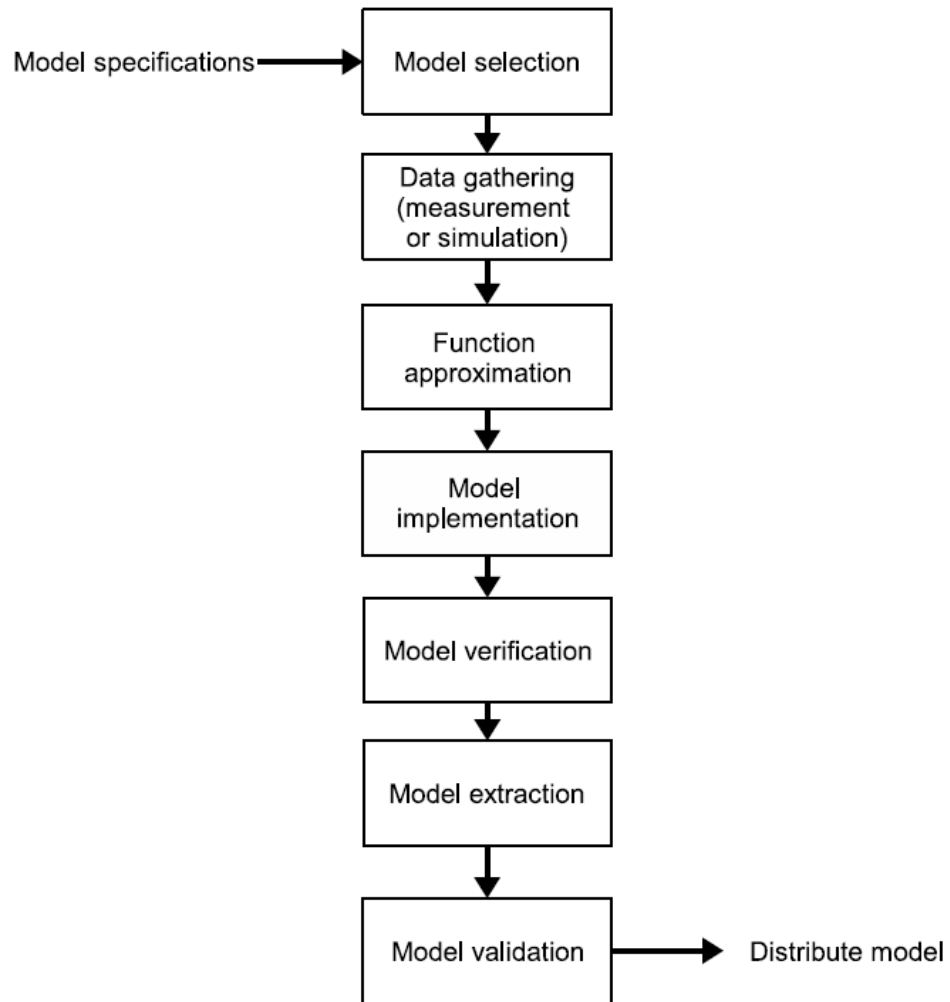 Model specifications
Model selection
Data gathering
(measurement
or simulation)
Function
approximation
Model
implementation
Model verification
Model extraction
Model validation
Distribute model